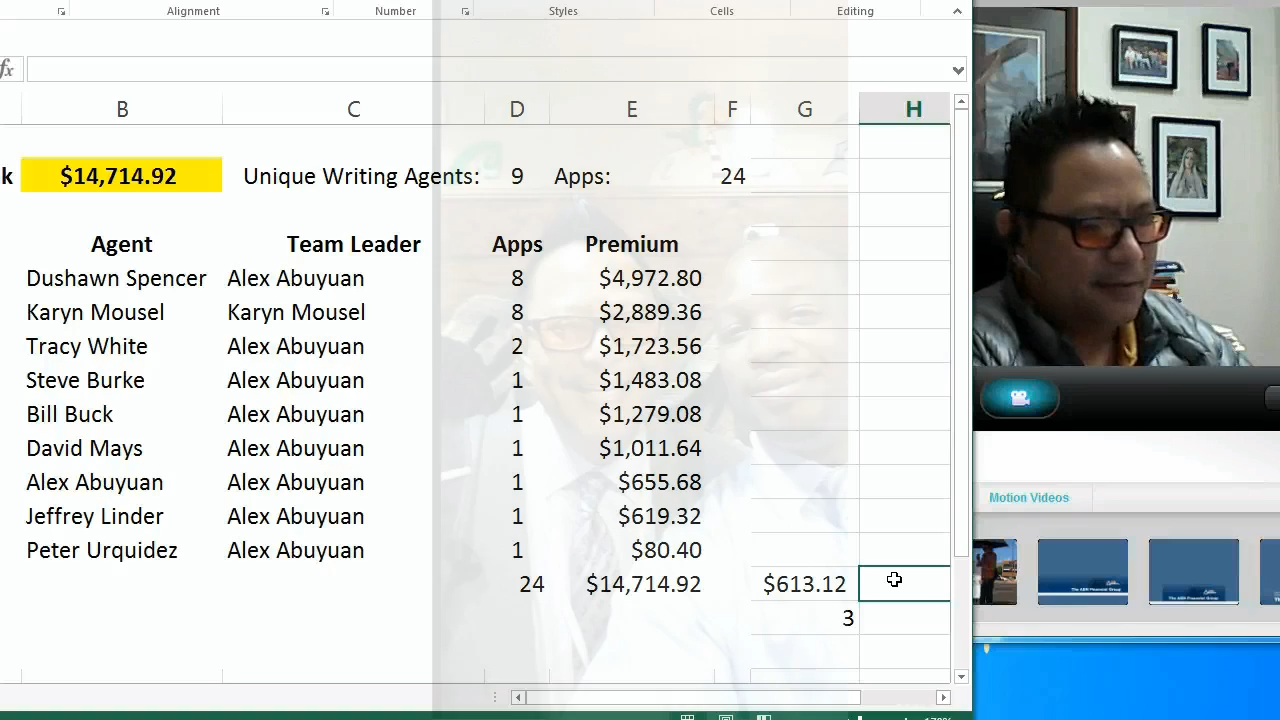 Alignment Number Styles Cells Editing
fx
B C D E F G H
k $14,714.92 Unique Writing Agents: 9 Apps: 24
Agent Team Leader Apps Premium
Dushawn Spencer Alex Abuyuan 8 $4,972.80
Karyn Mousel Karyn Mousel 8 $2,889.36
Tracy White Alex Abuyuan 2 $1,723.56
Steve Burke Alex Abuyuan 1 $1,483.08
Bill Buck Alex Abuyuan 1 $1,279.08
David Mays Alex Abuyuan 1 $1,011.64
Alex Abuyuan Alex Abuyuan 1 $655.68
Jeffrey Linder Alex Abuyuan 1 $619.32
Peter Urquidez Alex Abuyuan 1 $80.40
24 $14,714.92 $613.12
3
Motion Videos